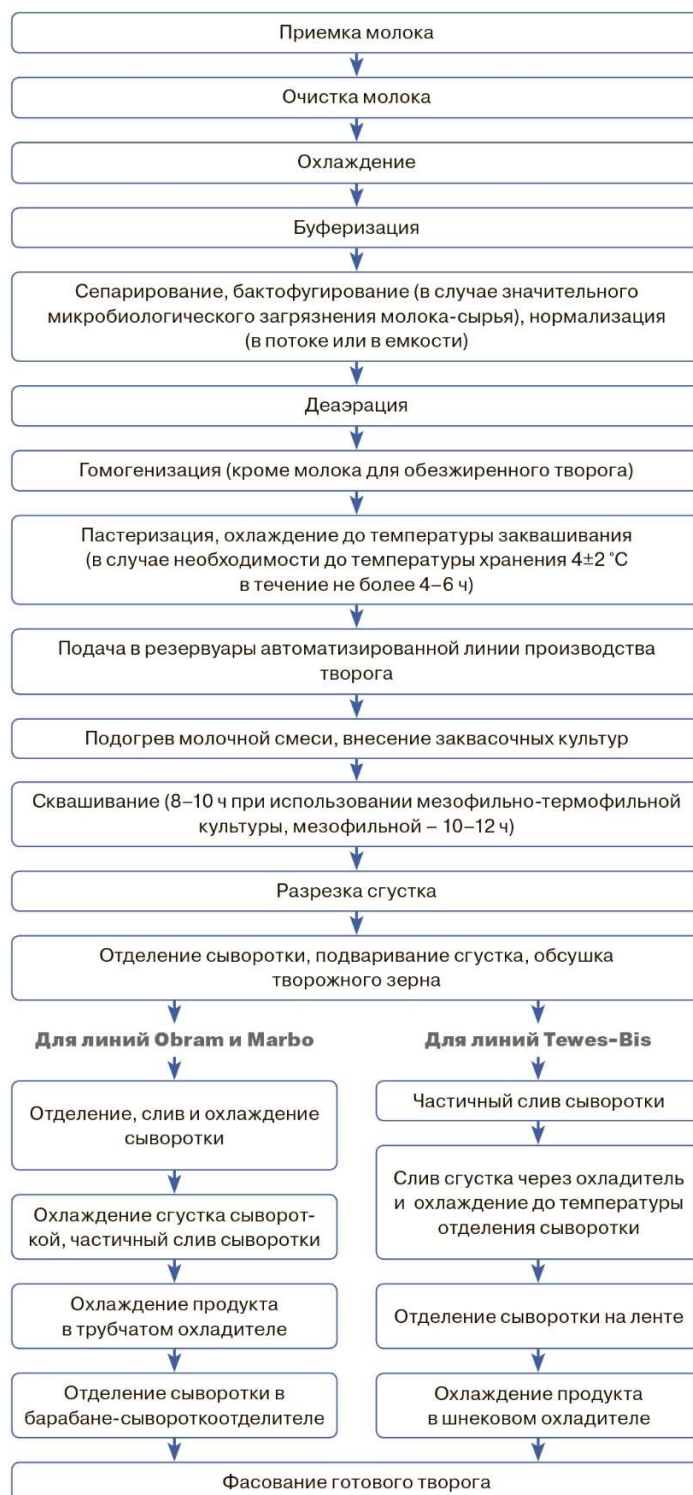 Приемка молока
Очистка молока
Охлаждение
Буферизация
Сепарирование, бактофугирование (в случае значительного
микробиологического загрязнения молока-сырья), нормализация
(в потоке или в емкости)
Деаэрация
Гомогенизация (кроме молока для обезжиренного творога)
Пастеризация, охлаждение до температуры заквашивания
(в случае необходимости до температуры хранения 4±2 °С
в течение не более 4–6 ч)
Подача в резервуары автоматизированной линии производства
творога
Подогрев молочной смеси, внесение заквасочных культур
Сквашивание (8–10 ч при использовании мезофильно-термофильной
культуры, мезофильной – 10–12 ч)
Разрезка сгустка
Отделение сыворотки, подваривание сгустка, обсушка
творожного зерна
Для линий Obram и Marbo
Отделение, слив и охлаждение
сыворотки
Охлаждение сгустка сыворот-
кой, частичный слив сыворотки
Охлаждение продукта
в трубчатом охладителе
Отделение сыворотки в
барабане-сывороткоотделителе
Для линий Tewes-Bis
Частичный слив сыворотки
Слив сгустка через охладитель
и охлаждение до температуры
отделения сыворотки
Отделение сыворотки на ленте
Охлаждение продукта
в шнековом охладителе
Фасование готового творога